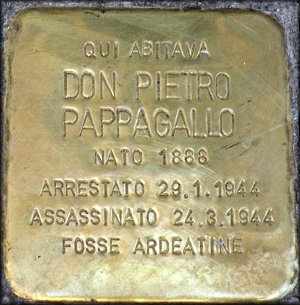 QUI ABITAVA
DON PIETRO
PAPPAGALLO
NATO 1888
ARRESTATO 29.1.1944
ASSASSINATO 24.3.1944
FOSSE ARDEATINE